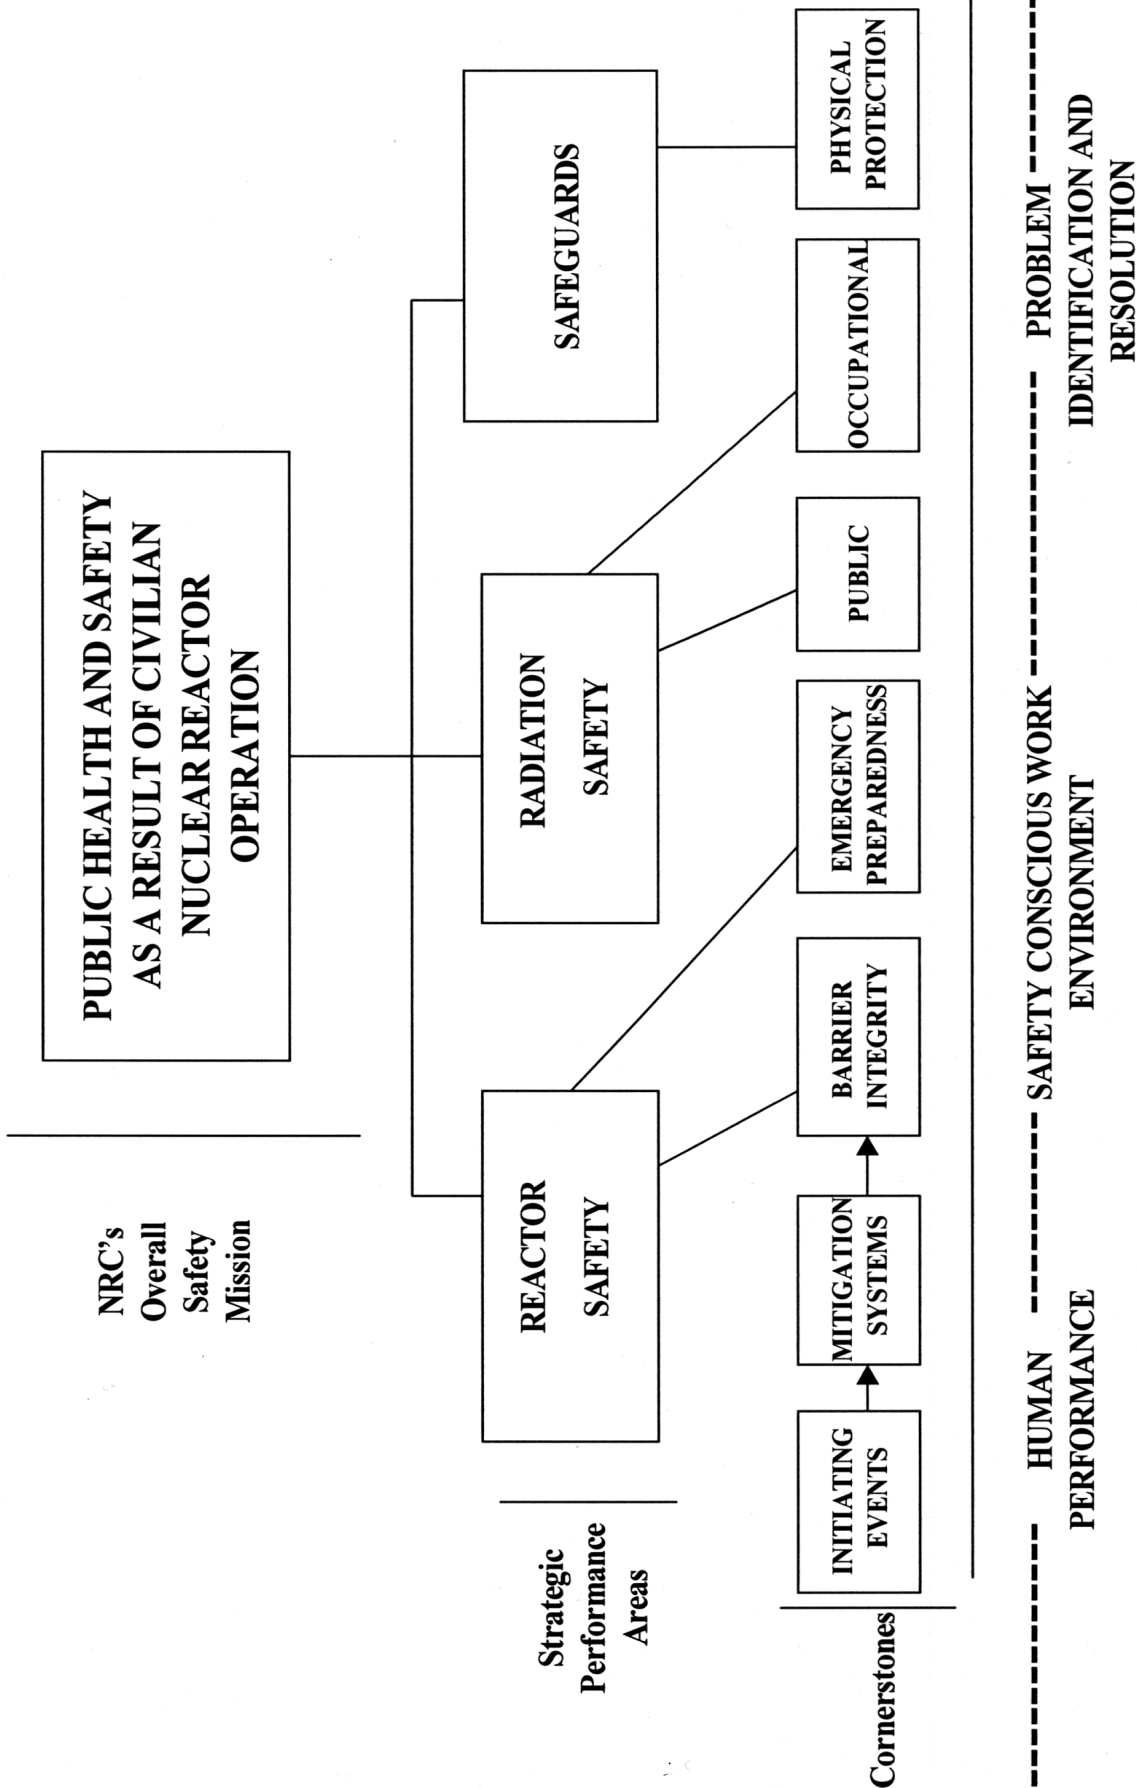 PUBLIC HEALTH AND SAFETY
AS A RESULT OF CIVILIAN
NUCLEAR REACTOR
OPERATION
NRC's
Overall
Safety
Mission
REACTOR
SAFETY
RADIATION
SAFETY
SAFEGUARDS
Strategic
Performance
Areas
INITIATING
EVENTS
MITIGATION
SYSTEMS
BARRIER
INTEGRITY
EMERGENCY
PREPAREDNESS
PUBLIC
OCCUPATIONAL
PHYSICAL
PROTECTION
Cornerstones
HUMAN
PERFORMANCE
SAFETY CONSCIOUS WORK
ENVIRONMENT
PROBLEM
IDENTIFICATION AND
RESOLUTION